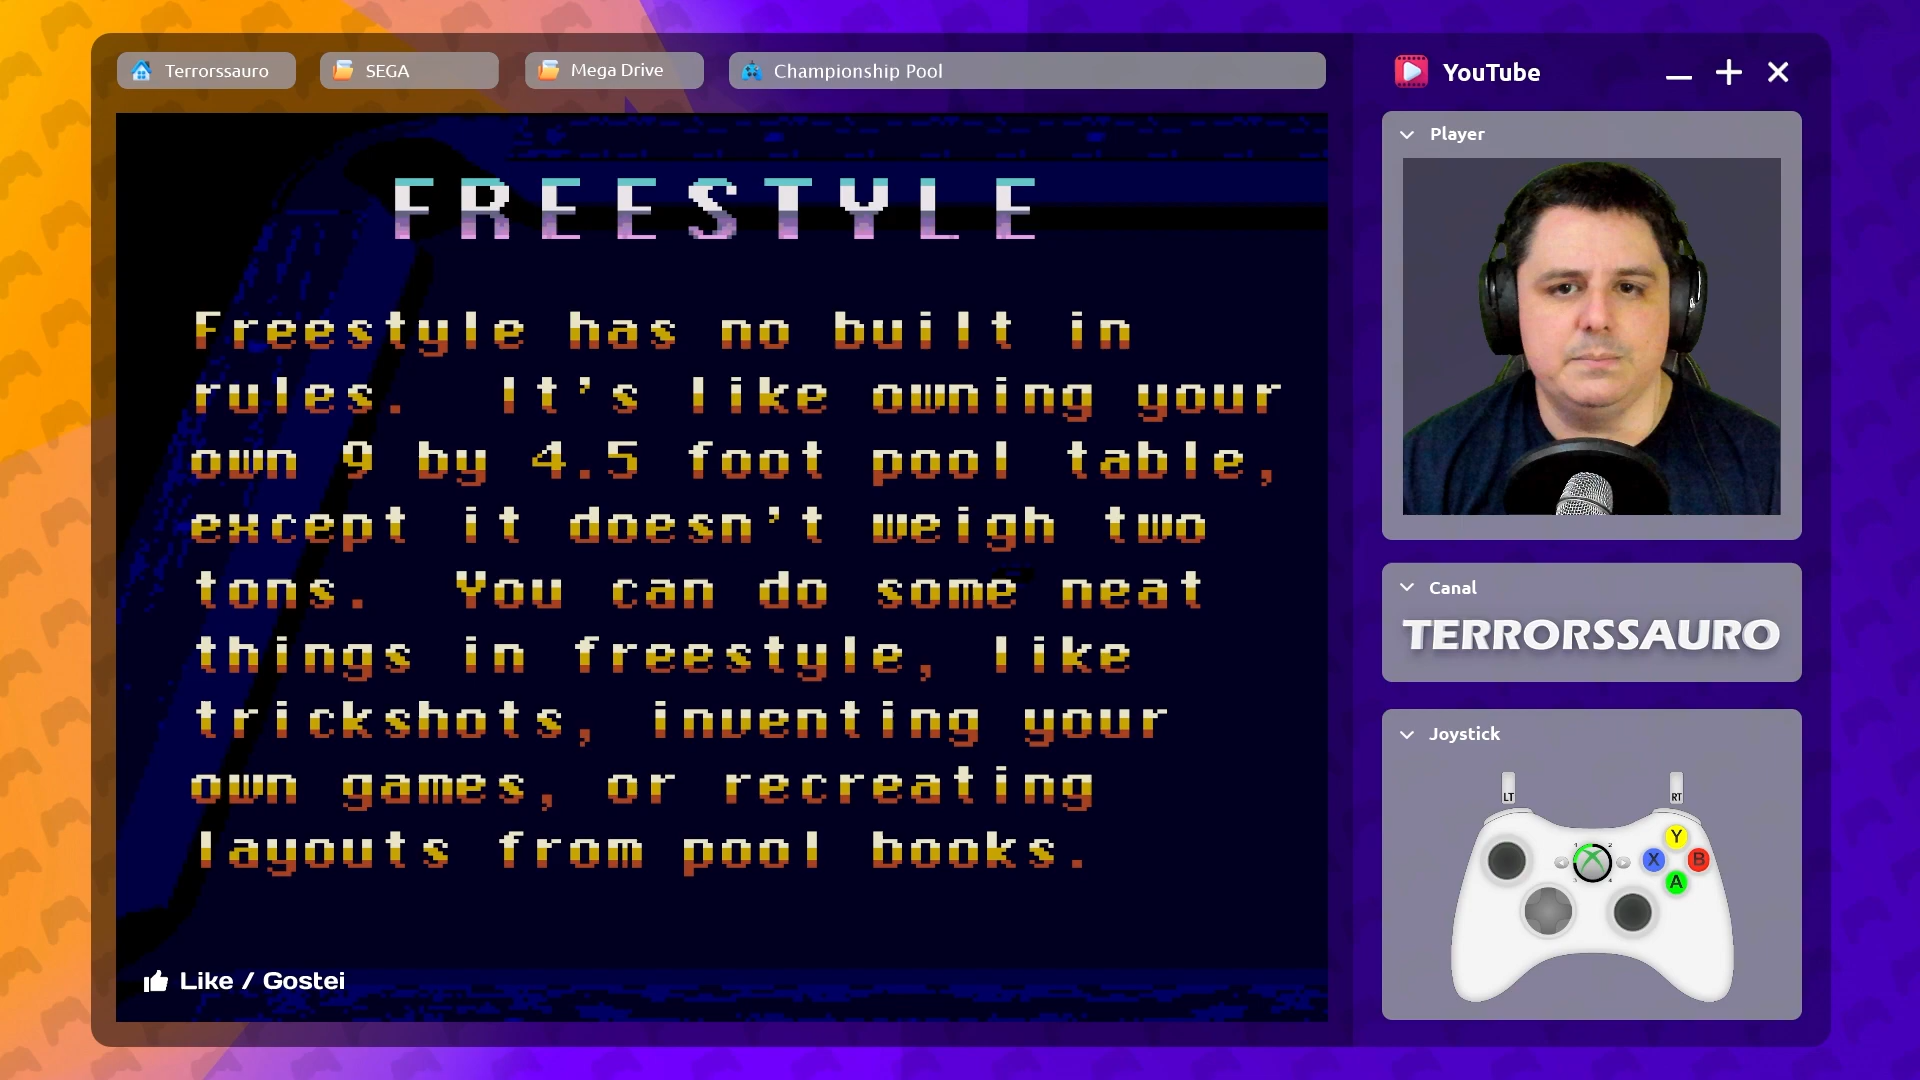 Terrorssauro
SEGA
Mega Drive
Championship Pool
YouTube
FREESTYLE
Freestyle has no built in
rules. It's like owning your
own 9 by 4.5 foot pool table,
except it doesn't weigh two
tons. You can do some neat
things in freestyle, like
trickshots, inventing your
own games, or recreating
layouts from pool books.
Like / Gostei
Player
Canal
TERRORSSAURO
Joystick
LT
RT
Y
X
B
A